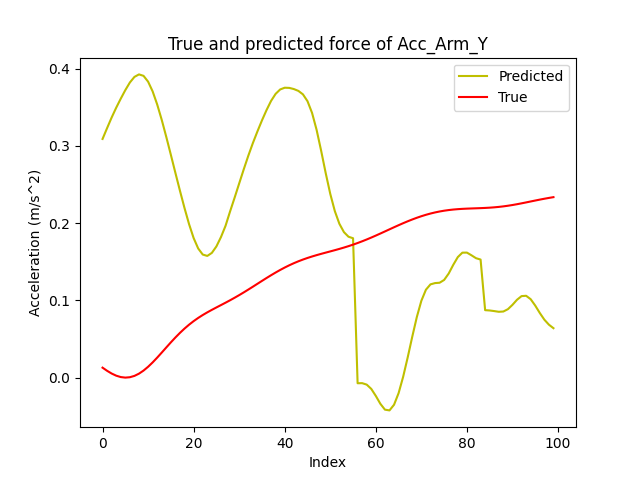 True and predicted force of Acc_Arm_Y
Predicted
True
0.4
0.3
0.2
0.1
0.0
Acceleration (m/s^2)
0 20 40 60 80 100
Index